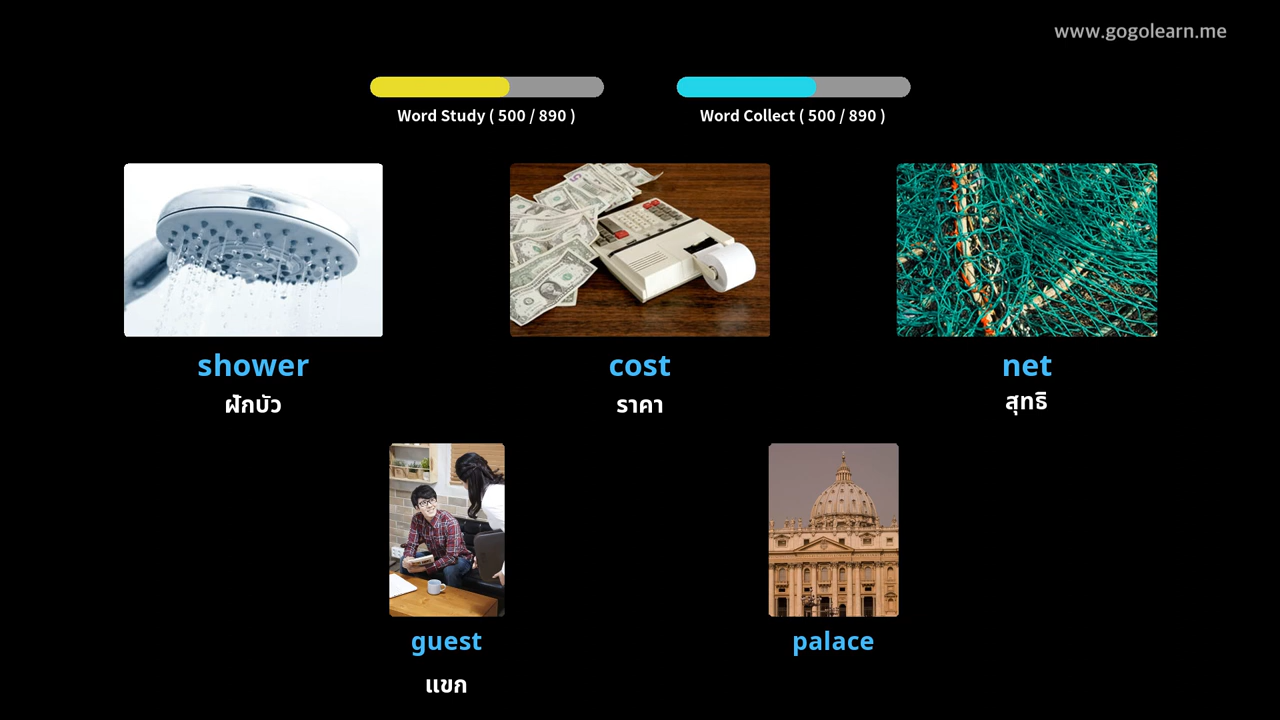 www.gogolearn.me
Word Study ( 500 / 890 )
Word Collect ( 500 / 890 )
shower
ฝักบัว
cost
ราคา
net
สุทธิ
guest
แขก
palace